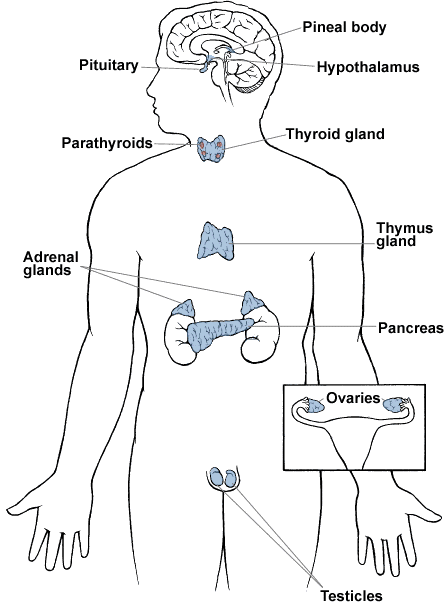 Pineal body
Pituitary
Hypothalamus
Parathyroids
Thyroid gland
Thymus
gland
Adrenal
glands
Pancreas
Ovaries
Testicles